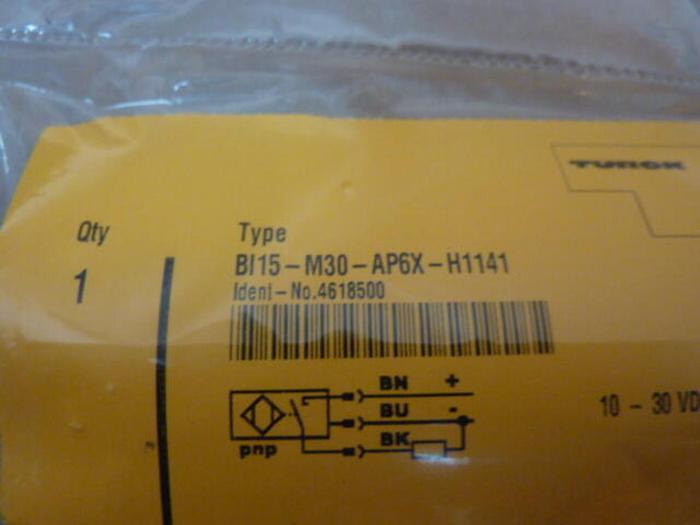 TURCK
Qty
Type
1
BI15-M30-AP6X-H1141
Ident-No.4618500
BN +
BU -
BK
pnp
10 - 30 VD